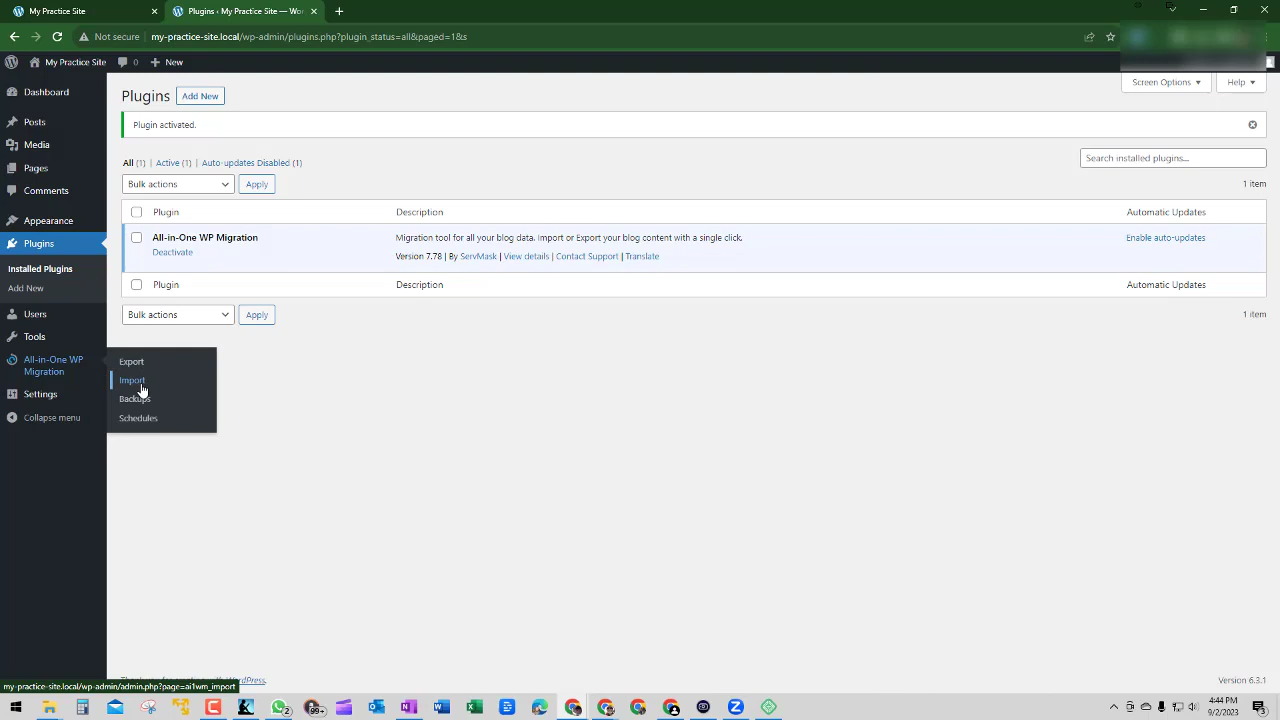 My Practice Site
Plugins ‹ My Practice Site — Wor
Not secure
my-practice-site.local/wp-admin/plugins.php?plugin_status=all&paged=1&s
My Practice Site
0
New
Screen Options
Help
Dashboard
Posts
Media
Pages
Comments
Appearance
Plugins
Installed Plugins
Add New
Users
Tools
All-in-One WP
Migration
Settings
Collapse menu
Export
Import
Backups
Schedules
Plugins
Add New
Plugin activated.
All (1) | Active (1) | Auto-updates Disabled (1)
Search installed plugins...
Bulk actions
Apply
1 item
Plugin
Description
Automatic Updates
All-in-One WP Migration
Migration tool for all your blog data. Import or Export your blog content with a single click.
Enable auto-updates
Deactivate
Version 7.78 | By ServMask | View details | Contact Support | Translate
Plugin
Description
Automatic Updates
Bulk actions
Apply
1 item
WordPress.
Version 6.3.1
my-practice-site.local/wp-admin/admin.php?page=ai1wm_import
2
99+
4:44 PM
9/2/2023